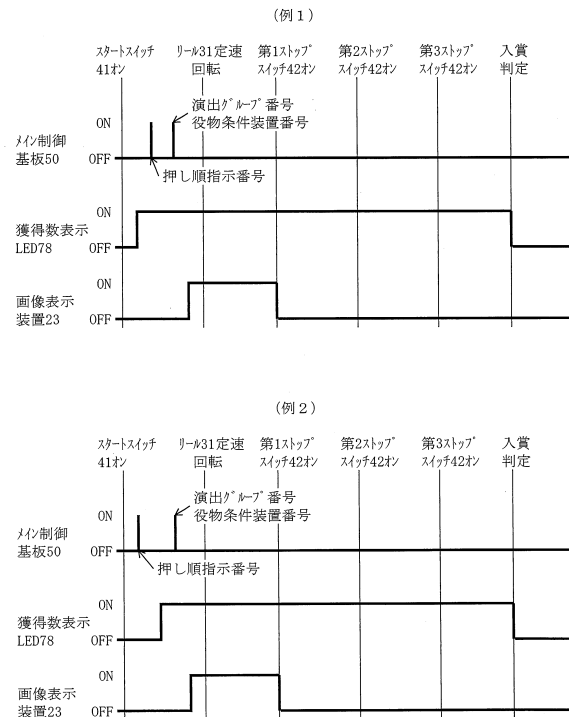 (例１)
スタートスイッチ リール31定速 第1ストップ 第2ストップ 第3ストップ 入賞
41オン 回転 スイッチ42オン スイッチ42オン スイッチ42オン 判定
演出グループ番号
ON 役物条件装置番号
メイン制御
基板50 OFF
押し順指示番号
ON
獲得数表示
LED78 OFF
ON
画像表示
装置23 OFF
(例２)
スタートスイッチ リール31定速 第1ストップ 第2ストップ 第3ストップ 入賞
41オン 回転 スイッチ42オン スイッチ42オン スイッチ42オン 判定
演出グループ番号
ON 役物条件装置番号
メイン制御
基板50 OFF
押し順指示番号
ON
獲得数表示
LED78 OFF
ON
画像表示
装置23 OFF